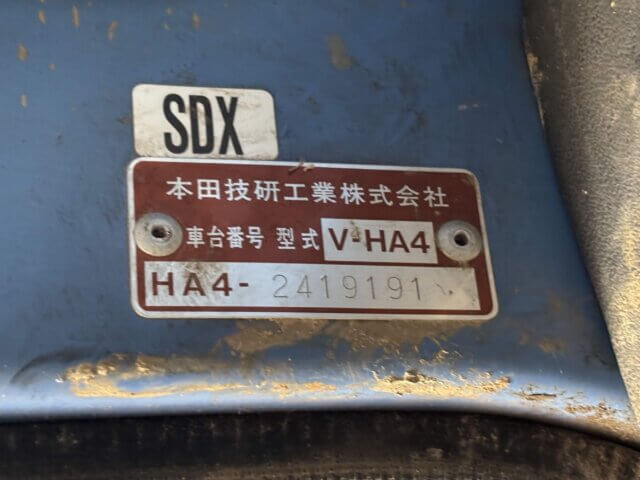 SDX
本田技研工業株式会社
車台番号 型式 V-HA4
HA4-2419191